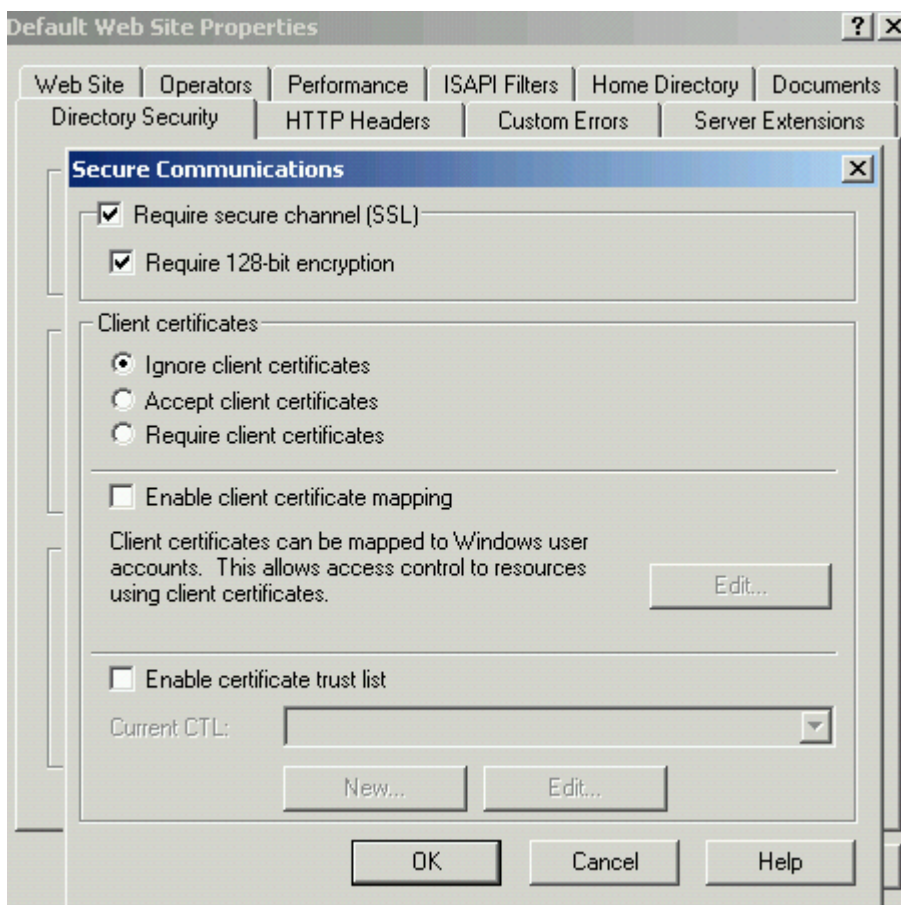 Default Web Site Properties
Web Site Operators Performance ISAPI Filters Home Directory Documents
Directory Security HTTP Headers Custom Errors Server Extensions
Secure Communications
Require secure channel (SSL)
Require 128-bit encryption
Client certificates
Ignore client certificates
Accept client certificates
Require client certificates
Enable client certificate mapping
Client certificates can be mapped to Windows user
accounts. This allows access control to resources
using client certificates.
Edit...
Enable certificate trust list
Current CTL:
New... Edit...
OK Cancel Help